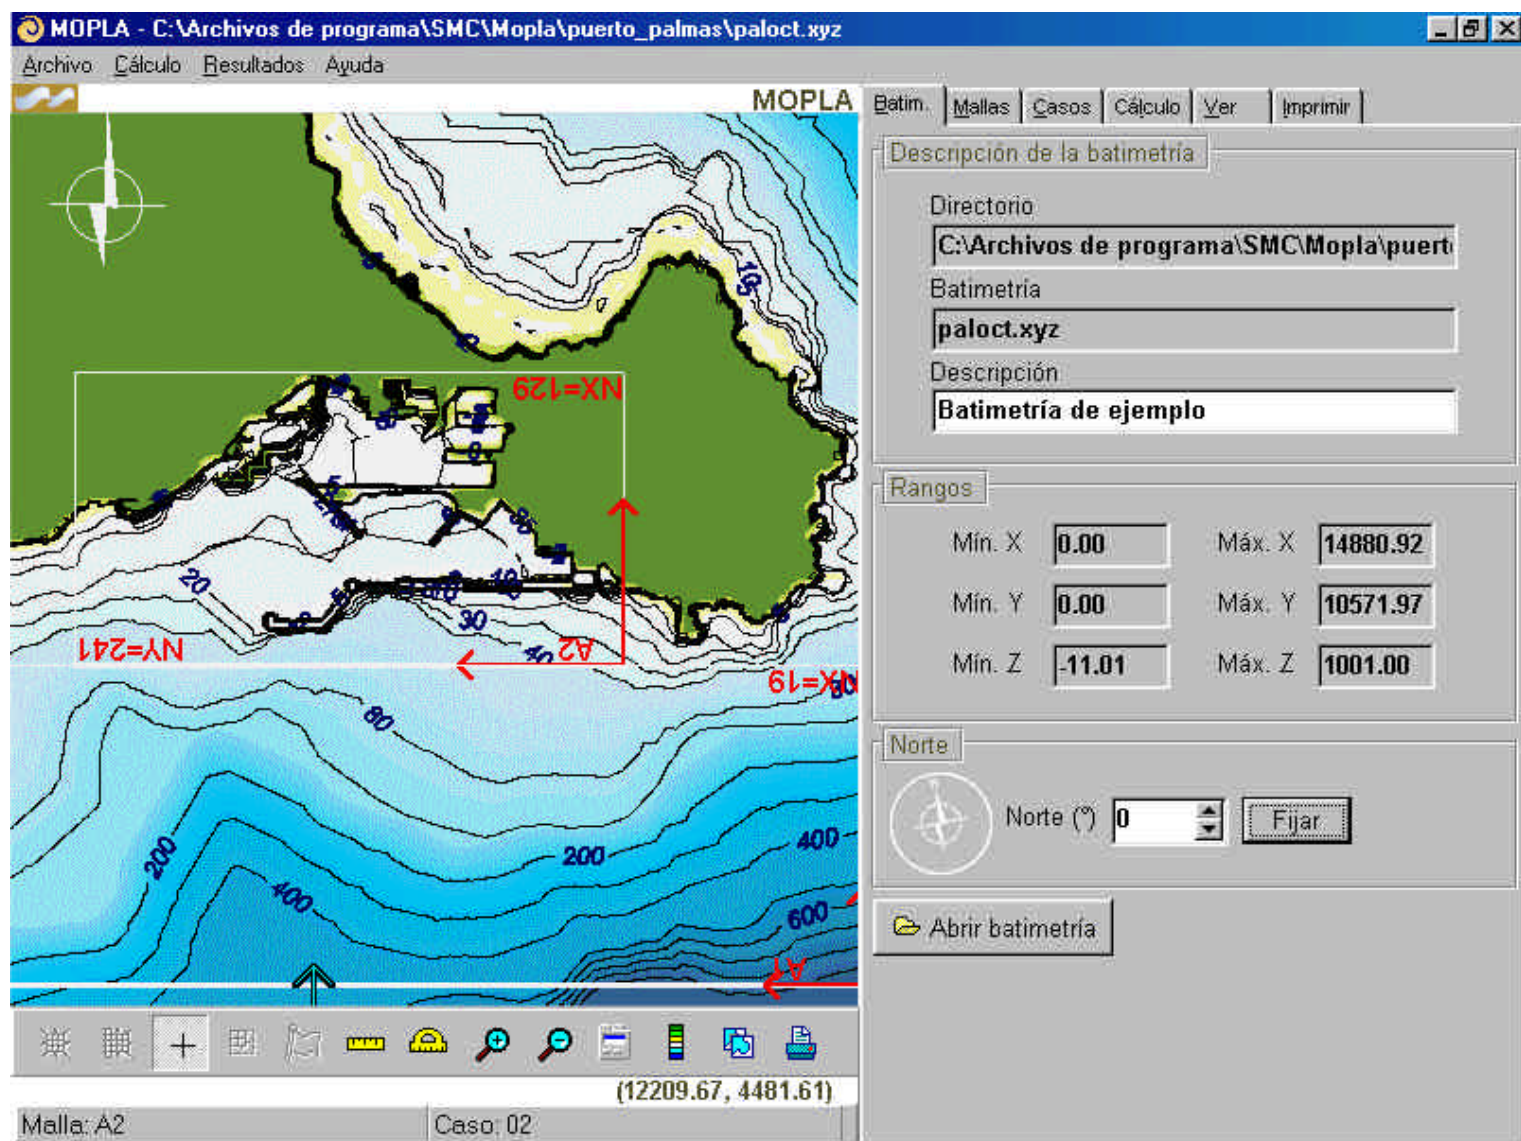 MOPLA - C:\Archivos de programa\SMC\Mopla\puerto_palmas\paloct.xyz
Archivo Cálculo Resultados Ayuda
MOPLA
Batim. Mallas Casos Cálculo Ver Imprimir
Descripción de la batimetría
Directorio
C:\Archivos de programa\SMC\Mopla\puert
Batimetría
paloct.xyz
Descripción
Batimetría de ejemplo
Rangos
Mín. X 0.00 Máx. X 14880.92
Mín. Y 0.00 Máx. Y 10571.97
Mín. Z -11.01 Máx. Z 1001.00
Norte
Norte (º) 0 Fijar
Abrir batimetría
NX=129
20
30
NY=241
40
A2
NX=19
80
200
200
400
400
600
A1
(12209.67, 4481.61)
Malla: A2 Caso: 02